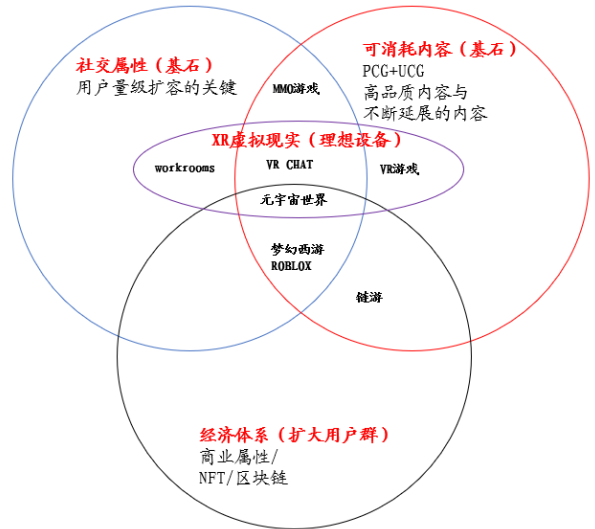 社交属性（基石）
用户量级扩容的关键
可消耗内容（基石）
PCG+UCG
高品质内容与
不断延展的内容
MMO游戏
XR虚拟现实（理想设备）
workrooms
VR CHAT
VR游戏
元宇宙世界
梦幻西游
ROBLOX
链游
经济体系（扩大用户群）
商业属性/
NFT/区块链